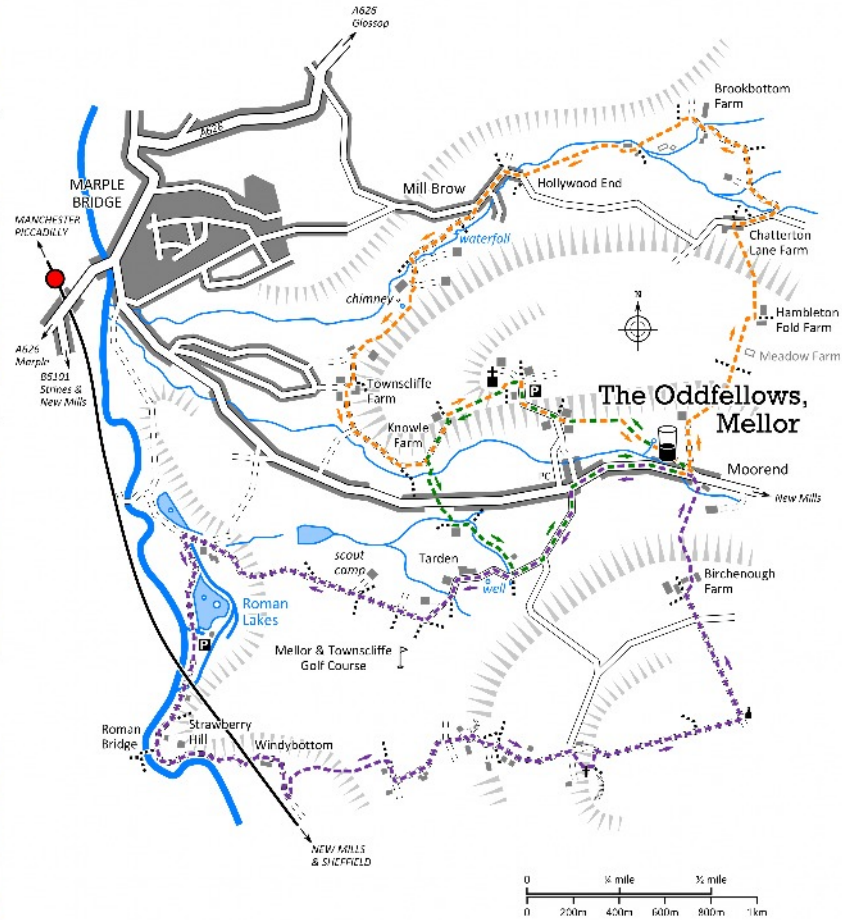 A626
Glossop
Brookbottom
Farm
A626
Mill Brow
Hollywood End
MARPLE
BRIDGE
MANCHESTER
PICCADILLY
waterfall
Chatterton
Lane Farm
chimney
N
Hambleton
Fold Farm
A626
Marple
Meadow Farm
B6101
Strines &
New Mills
Townscliffe
Farm
P
The Oddfellows,
Mellor
Knowle
Farm
Moorend
New Mills
scout
camp
Tarden
well
Birchenough
Farm
Roman
Lakes
P
Mellor & Townscliffe
Golf Course
Roman
Bridge
Strawberry
Hill
Windybottom
NEW MILLS
& SHEFFIELD
0 ¼ mile ½ mile
0 200m 400m 600m 800m 1km